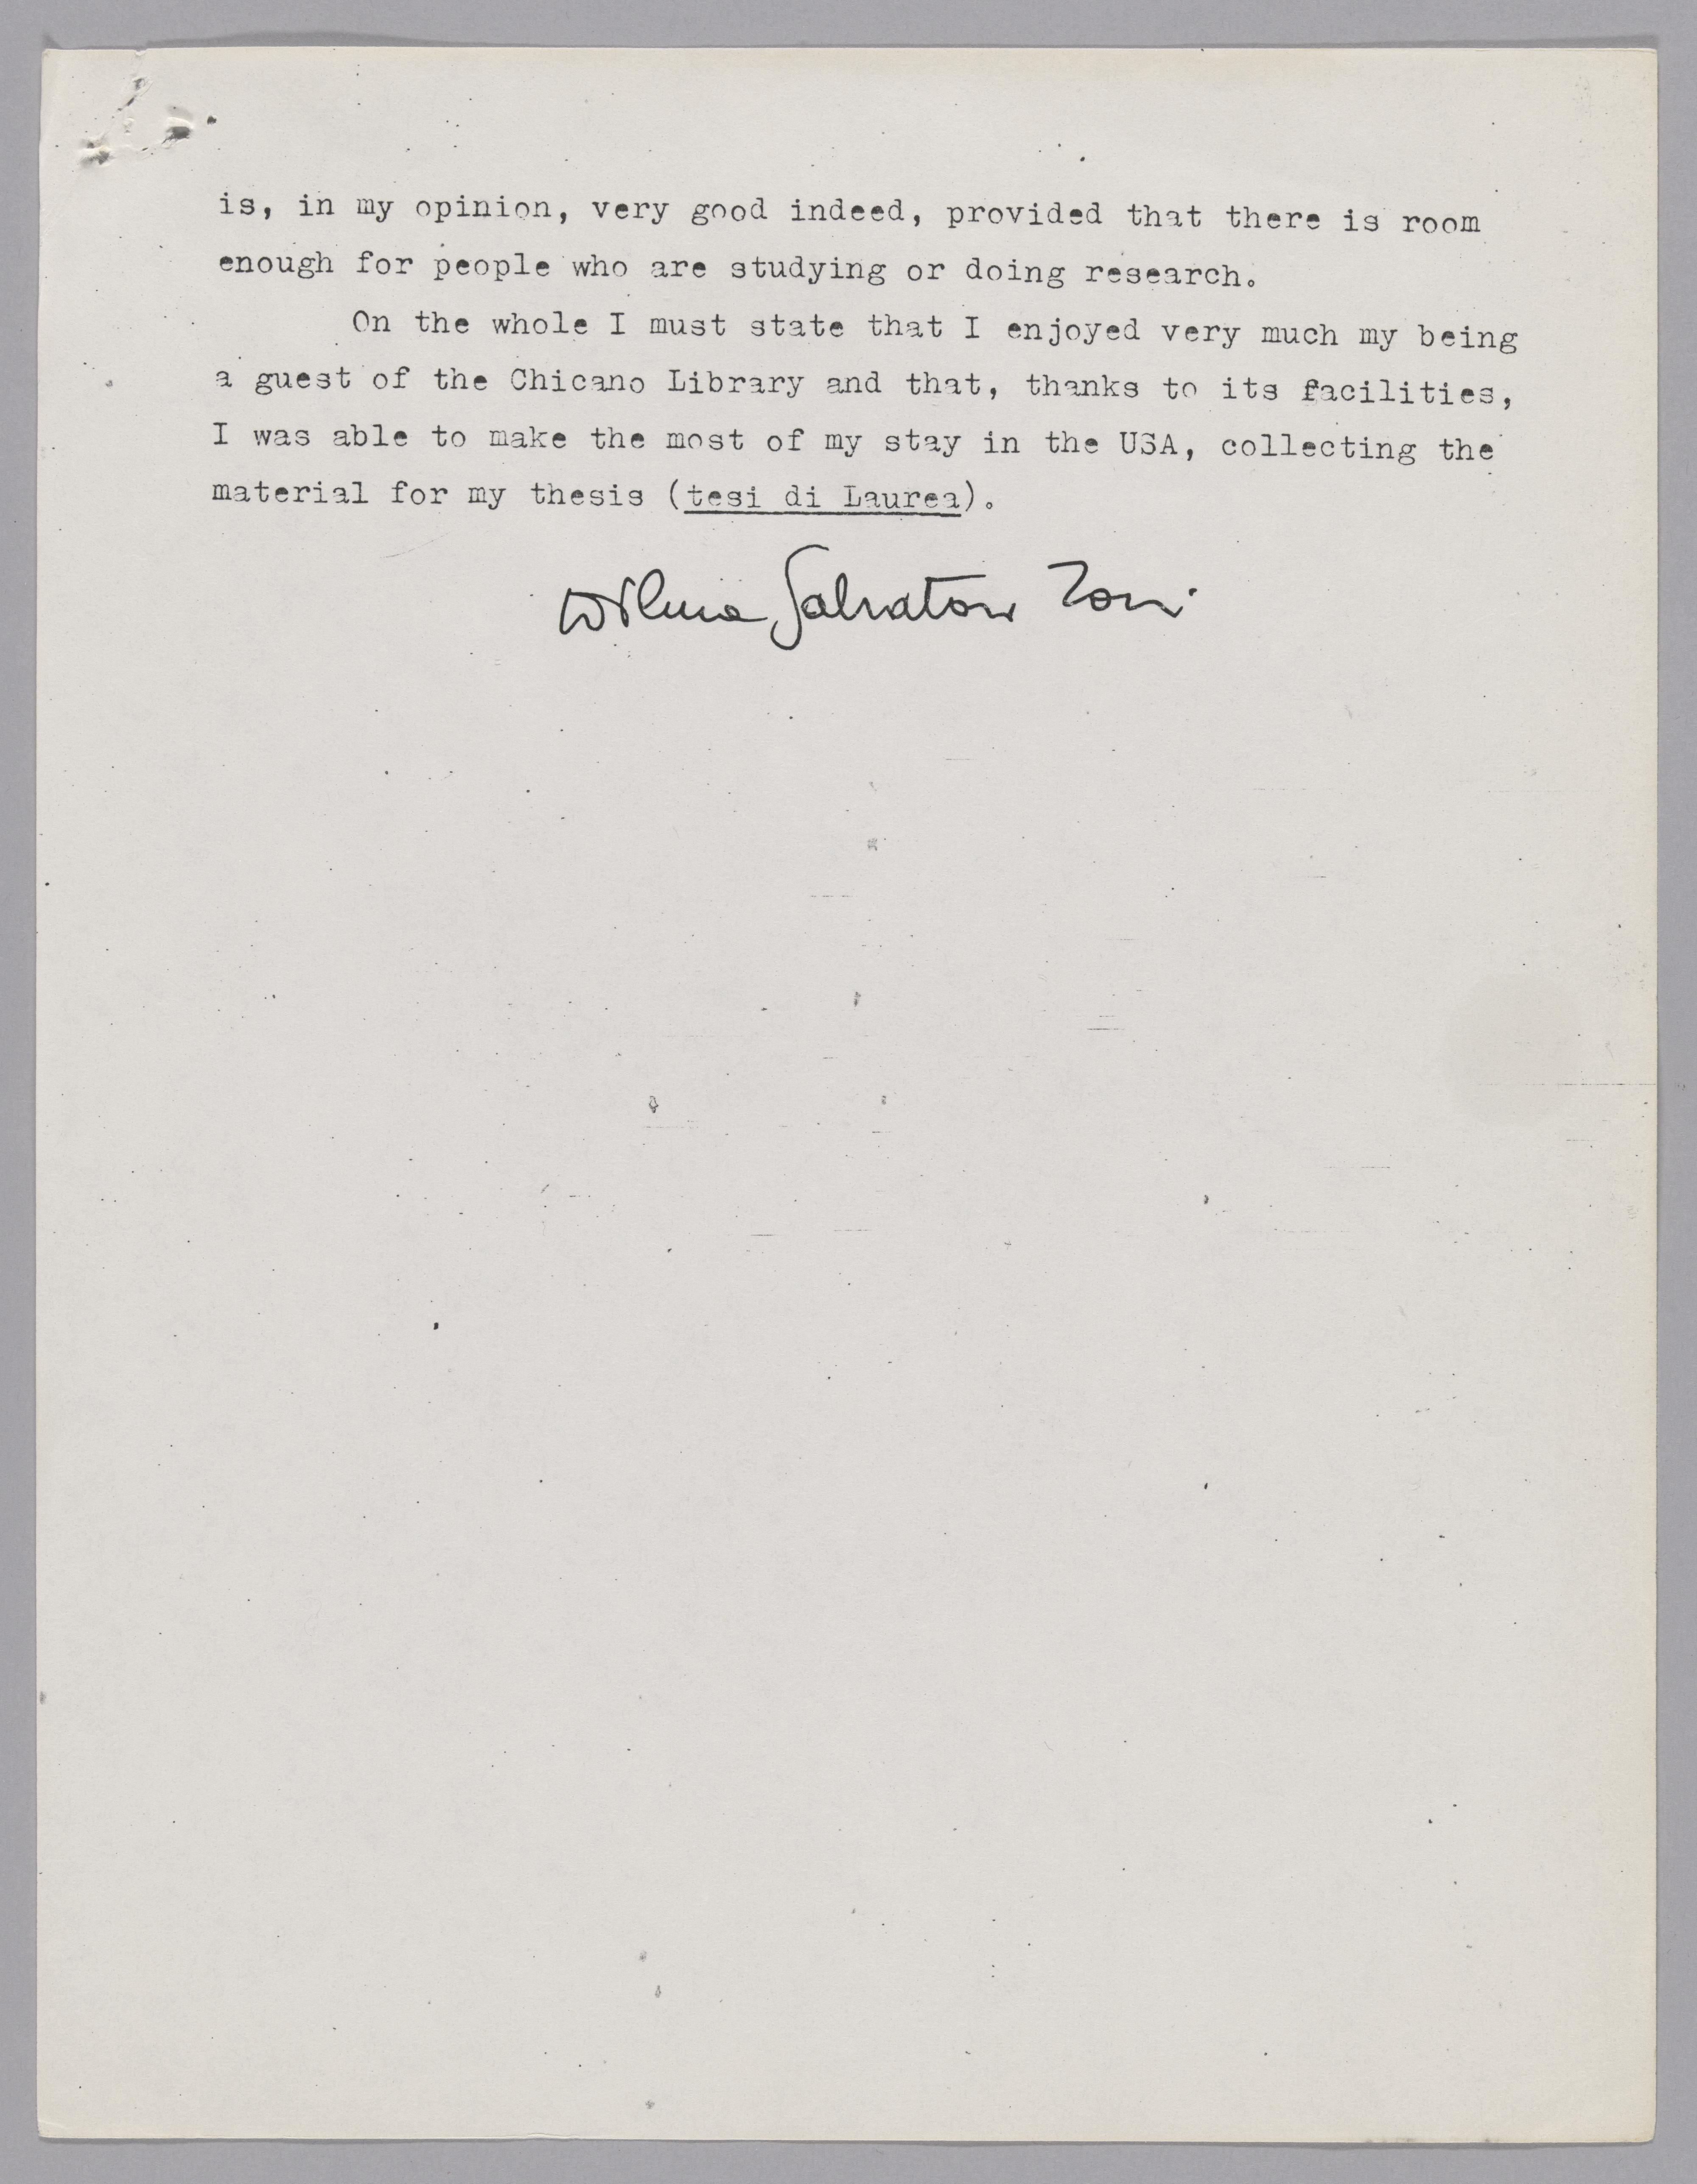 is, in my opinion, very good indeed, provided that there is room
enough for people who are studying or doing research.
On the whole I must state that I enjoyed very much my being
a guest of the Chicano Library and that, thanks to its facilities,
I was able to make the most of my stay in the USA, collecting the
material for my thesis (tesi di Laurea).
Wilma Salvatori